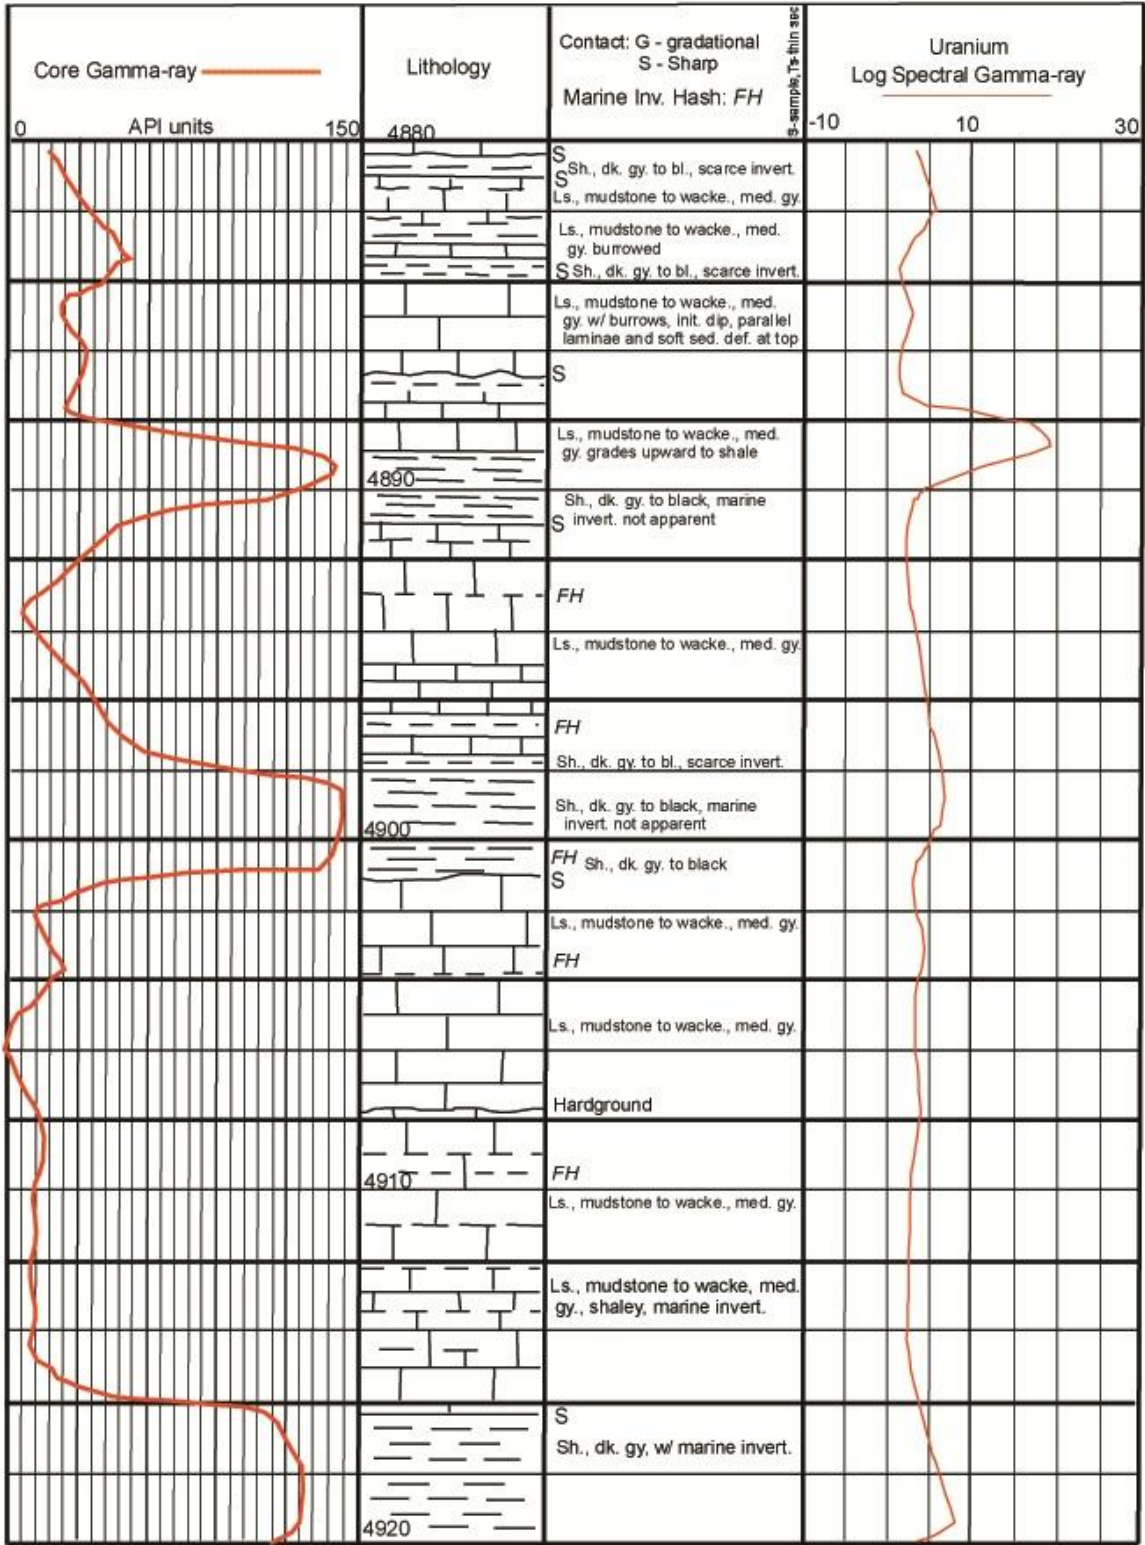 Core Gamma-ray
0 API units 150
Lithology
Contact: G - gradational
S - Sharp
Marine Inv. Hash: FH
S-sample, Ts-thin sec
Uranium
Log Spectral Gamma-ray
-10 10 30
4880
S
Sh., dk. gy. to bl., scarce invert.
S
Ls., mudstone to wacke., med. gy.
Ls., mudstone to wacke., med.
gy. burrowed
S Sh., dk. gy. to bl., scarce invert.
Ls., mudstone to wacke., med.
gy. w/ burrows, init. dip, parallel
laminae and soft sed. def. at top
S
Ls., mudstone to wacke., med.
gy. grades upward to shale
4890
Sh., dk. gy. to black, marine
S invert. not apparent
FH
Ls., mudstone to wacke., med. gy.
FH
Sh., dk. gy. to bl., scarce invert.
Sh., dk. gy. to black, marine
invert. not apparent
4900
FH Sh., dk. gy. to black
S
Ls., mudstone to wacke., med. gy.
FH
Ls., mudstone to wacke., med. gy.
Hardground
FH
4910
Ls., mudstone to wacke., med. gy.
Ls., mudstone to wacke, med.
gy., shaley, marine invert.
S
Sh., dk. gy, w/ marine invert.
4920